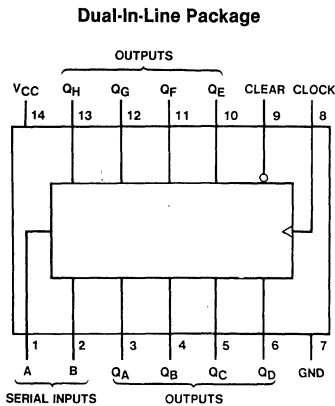 Dual-In-Line Package
OUTPUTS
VCC QH QG QF QE CLEAR CLOCK
14 13 12 11 10 9 8
1 2 3 4 5 6 7
A B QA QB QC QD GND
SERIAL INPUTS OUTPUTS